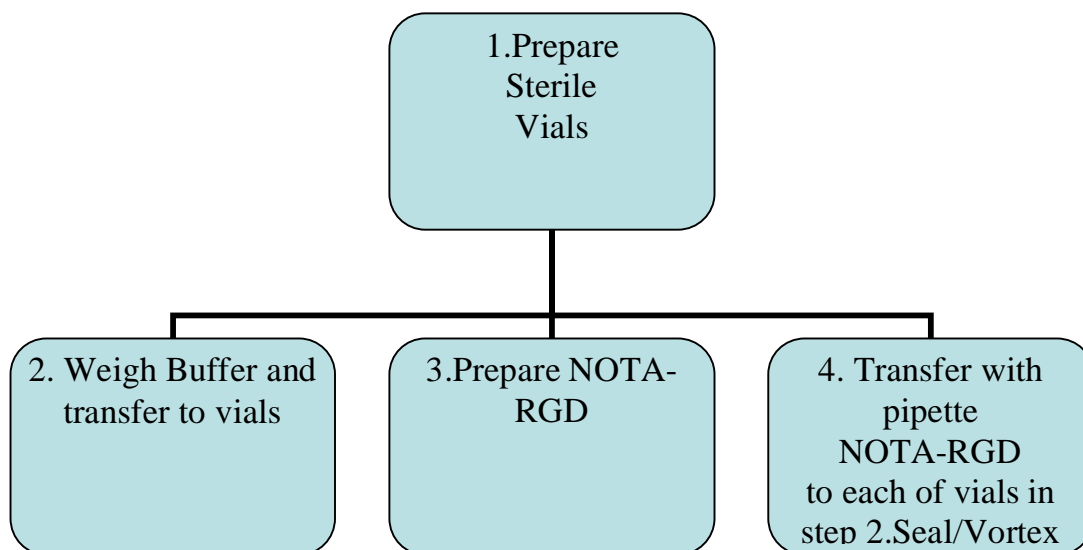 1.Prepare
Sterile
Vials
2. Weigh Buffer and
transfer to vials
3.Prepare NOTA-
RGD
4. Transfer with
pipette
NOTA-RGD
to each of vials in
step 2.Seal/Vortex